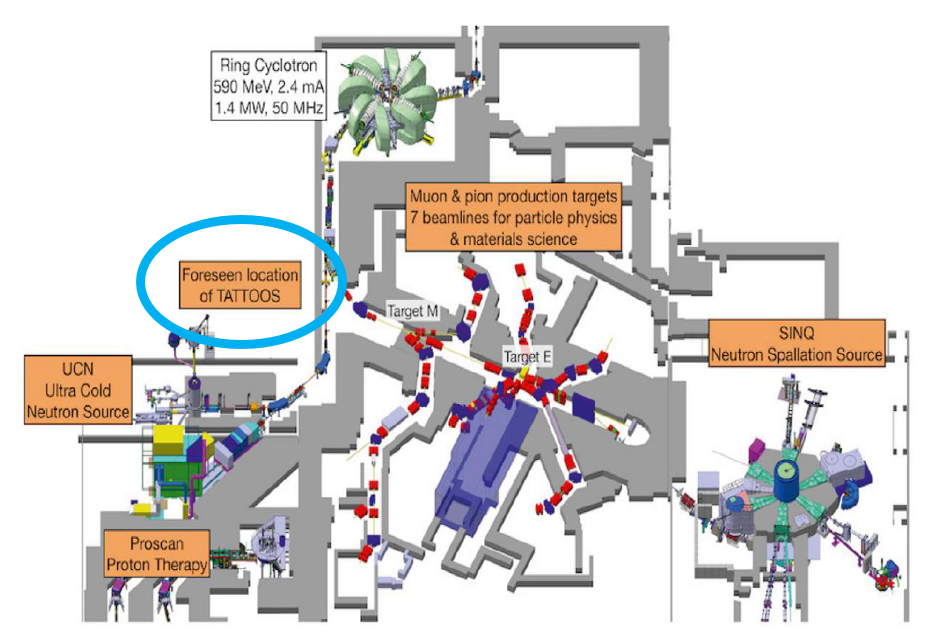 Ring Cyclotron
590 MeV, 2.4 mA
1.4 MW, 50 MHz
Muon & pion production targets
7 beamlines for particle physics
& materials science
Foreseen location
of TATTOOS
Target M
Target E
SINQ
Neutron Spallation Source
UCN
Ultra Cold
Neutron Source
Proscan
Proton Therapy